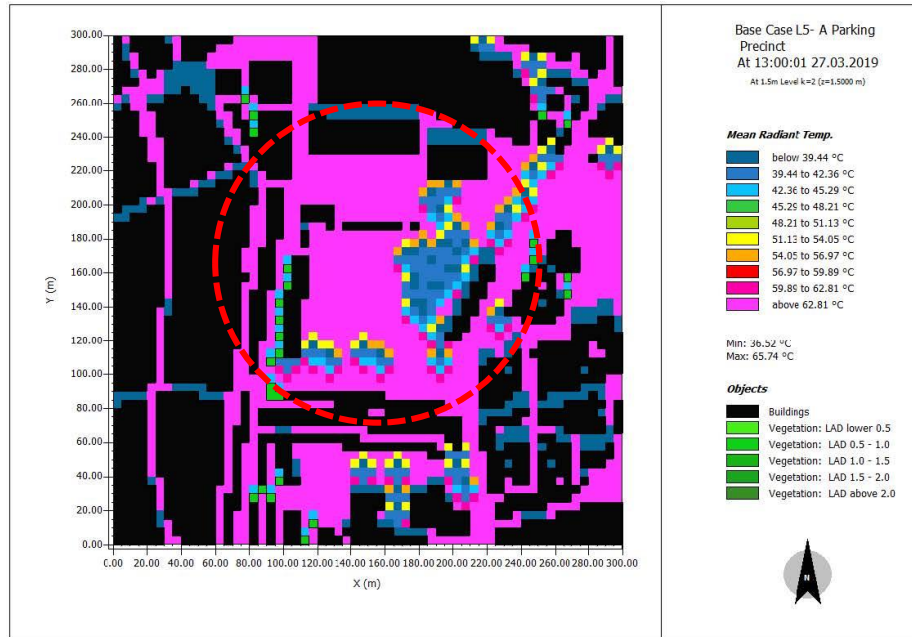 300.00
280.00
260.00
240.00
220.00
200.00
180.00
160.00
140.00
120.00
100.00
80.00
60.00
40.00
20.00
0.00
Y (m)
0.00 20.00 40.00 60.00 80.00 100.00 120.00 140.00 160.00 180.00 200.00 220.00 240.00 260.00 280.00 300.00
X (m)
Base Case L5- A Parking
Precinct
At 13:00:01 27.03.2019
At 1.5m Level k=2 (z=1.5000 m)
Mean Radiant Temp.
below 39.44 °C
39.44 to 42.36 °C
42.36 to 45.29 °C
45.29 to 48.21 °C
48.21 to 51.13 °C
51.13 to 54.05 °C
54.05 to 56.97 °C
56.97 to 59.89 °C
59.89 to 62.81 °C
above 62.81 °C
Min: 36.52 °C
Max: 65.74 °C
Objects
Buildings
Vegetation: LAD lower 0.5
Vegetation: LAD 0.5 - 1.0
Vegetation: LAD 1.0 - 1.5
Vegetation: LAD 1.5 - 2.0
Vegetation: LAD above 2.0
N